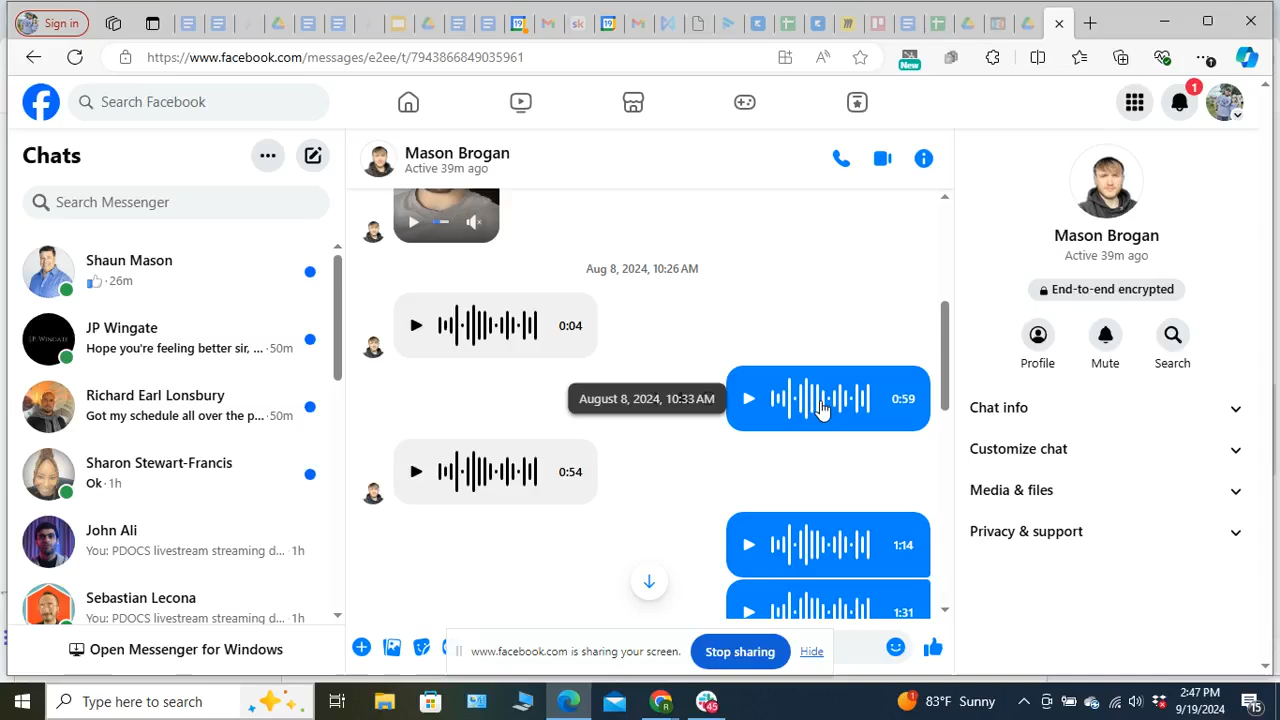 Sign in
sk
19
19
https://www.facebook.com/messages/e2ee/t/7943866849035961
New
1
Search Facebook
1
Chats
Search Messenger
Shaun Mason
· 26m
JP Wingate
Hope you're feeling better sir, ... · 50m
Richard Earl Lonsbury
Got my schedule all over the p... · 50m
Sharon Stewart-Francis
Ok · 1h
John Ali
You: PDOCS livestream streaming d... · 1h
Sebastian Lecona
You: PDOCS livestream streaming d... · 1h
Open Messenger for Windows
Mason Brogan
Active 39m ago
Aug 8, 2024, 10:26 AM
0:04
August 8, 2024, 10:33 AM
0:59
0:54
1:14
1:31
www.facebook.com is sharing your screen.
Stop sharing
Hide
Mason Brogan
Active 39m ago
End-to-end encrypted
Profile
Mute
Search
Chat info
Customize chat
Media & files
Privacy & support
Type here to search
45
83°F Sunny
2:47 PM
9/19/2024
15